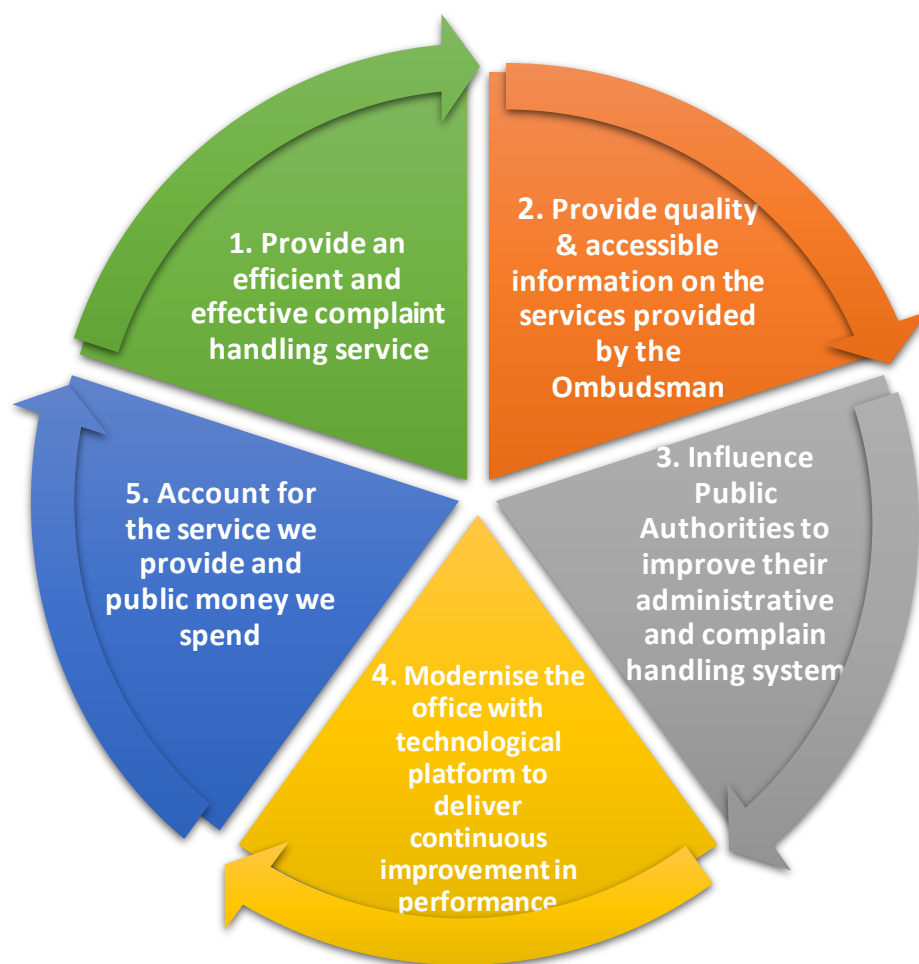 1. Provide an
efficient and
effective complaint
handling service
2. Provide quality
& accessible
information on the
services provided
by the
Ombudsman
3. Influence
Public
Authorities to
improve their
administrative
and complain
handling system
4. Modernise the
office with
technological
platform to
deliver
continuous
improvement in
performance
5. Account for
the service we
provide and
public money we
spend